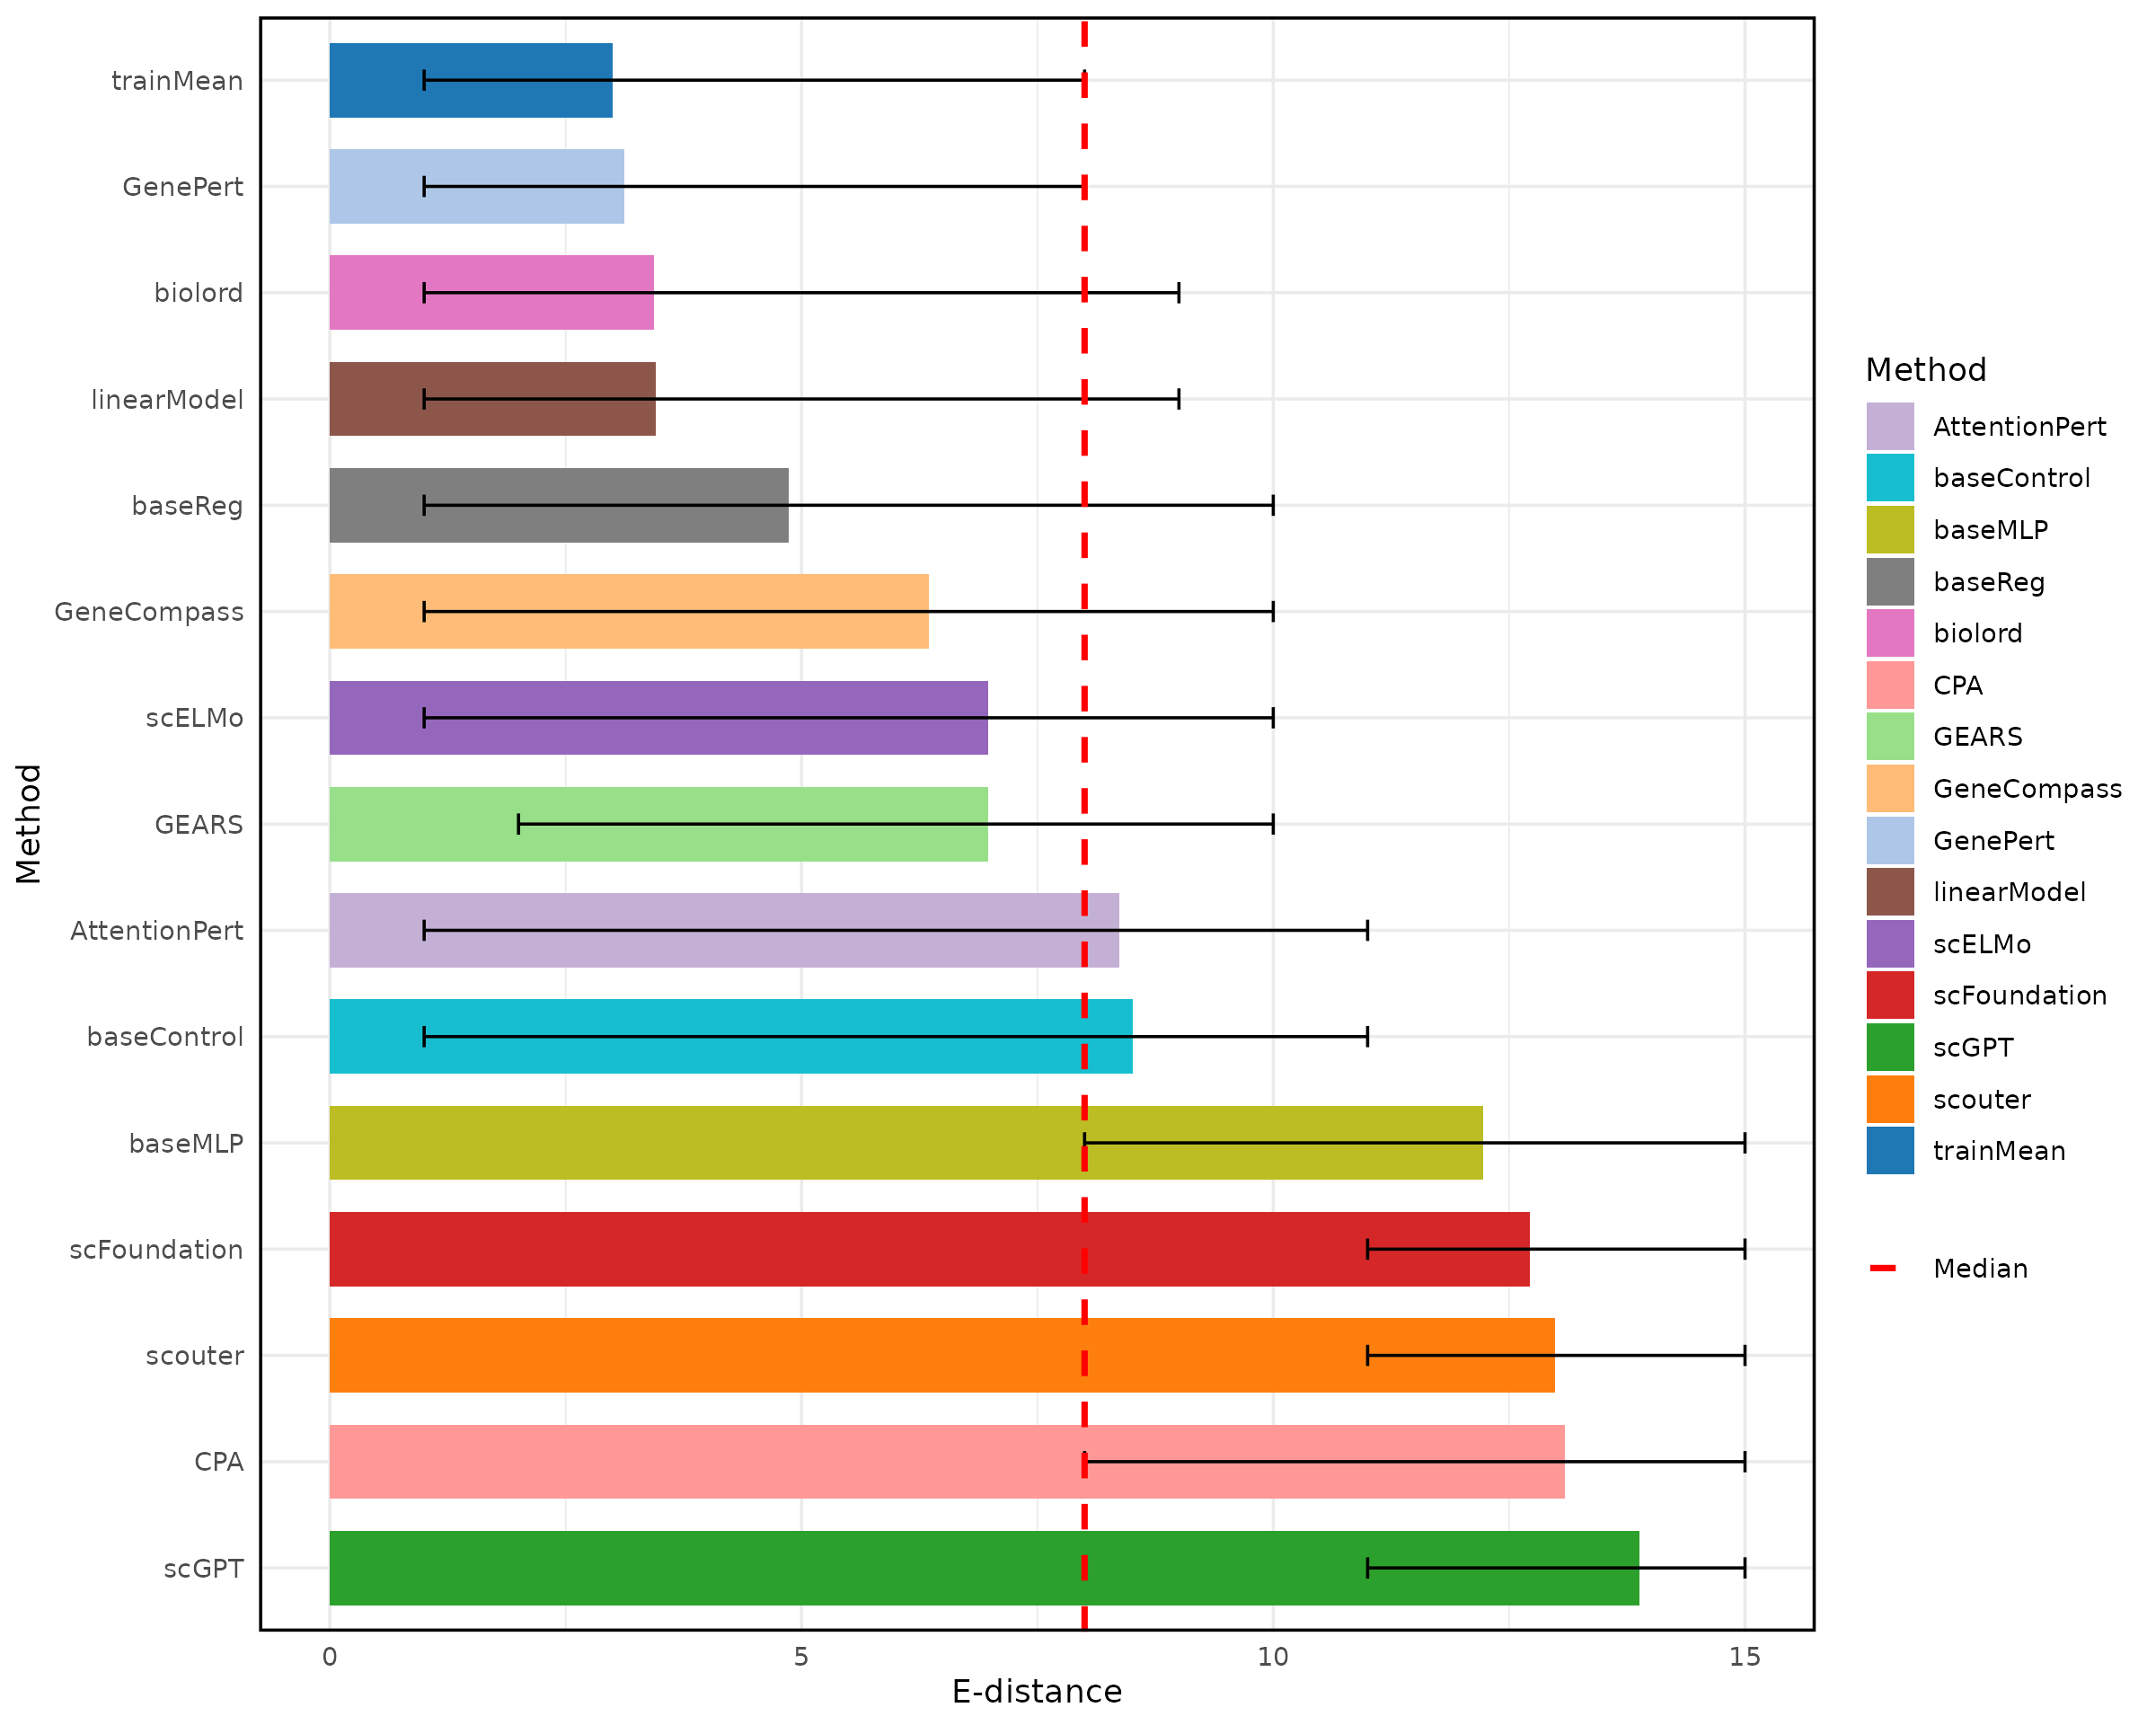 Method
trainMean
GenePert
biolord
linearModel
baseReg
GeneCompass
scELMo
GEARS
AttentionPert
baseControl
baseMLP
scFoundation
scouter
CPA
scGPT
0 5 10 15
E-distance
Method
AttentionPert
baseControl
baseMLP
baseReg
biolord
CPA
GEARS
GeneCompass
GenePert
linearModel
scELMo
scFoundation
scGPT
scouter
trainMean
Median